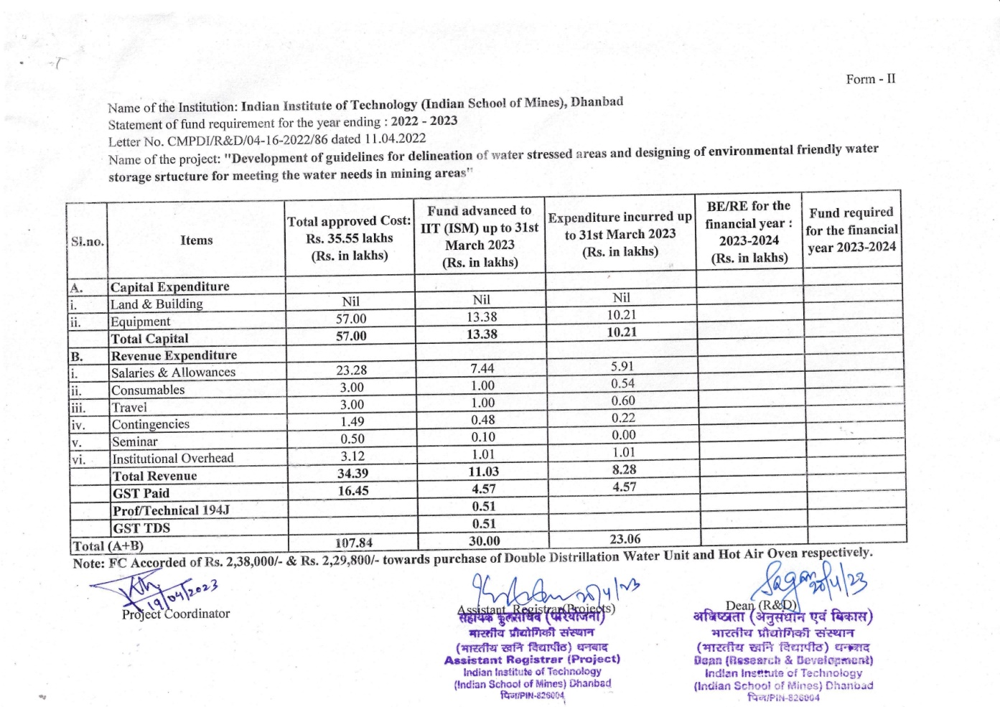 Form - II
Name of the Institution: Indian Institute of Technology (Indian School of Mines), Dhanbad
Statement of fund requirement for the year ending : 2022 - 2023
Letter No. CMPDI/R&D/04-16-2022/86 dated 11.04.2022
Name of the project: "Development of guidelines for delineation of water stressed areas and designing of environmental friendly water
storage srtucture for meeting the water needs in mining areas"
Sl.no. Items Total approved Cost: Rs. 35.55 lakhs (Rs. in lakhs) Fund advanced to IIT (ISM) up to 31st March 2023 (Rs. in lakhs) Expenditure incurred up to 31st March 2023 (Rs. in lakhs) BE/RE for the financial year : 2023-2024 (Rs. in lakhs) Fund required for the financial year 2023-2024
A. Capital Expenditure
i. Land & Building Nil Nil Nil
ii. Equipment 57.00 13.38 10.21
Total Capital 57.00 13.38 10.21
B. Revenue Expenditure
i. Salaries & Allowances 23.28 7.44 5.91
ii. Consumables 3.00 1.00 0.54
iii. Travel 3.00 1.00 0.60
iv. Contingencies 1.49 0.48 0.22
v. Seminar 0.50 0.10 0.00
vi. Institutional Overhead 3.12 1.01 1.01
Total Revenue 34.39 11.03 8.28
GST Paid 16.45 4.57 4.57
Prof/Technical 194J 0.51
GST TDS 0.51
Total (A+B) 107.84 30.00 23.06
Note: FC Accorded of Rs. 2,38,000/- & Rs. 2,29,800/- towards purchase of Double Distrillation Water Unit and Hot Air Oven respectively.
19/04/2023
Project Coordinator
20/4/23
Assistant Registrar(Projects)
सहायक कुलसचिव (परियोजना)
भारतीय प्रौद्योगिकी संस्थान
(भारतीय खनि विद्यापीठ) धनबाद
Assistant Registrar (Project)
Indian Institute of Technology
(Indian School of Mines) Dhanbad
पिन/PIN-826004
20/4/23
Dean (R&D)
अधिष्ठाता (अनुसंधान एवं विकास)
भारतीय प्रौद्योगिकी संस्थान
(भारतीय खनि विद्यापीठ) धनबाद
Dean (Research & Development)
Indian Institute of Technology
(Indian School of Mines) Dhanbad
पिन/PIN-826004